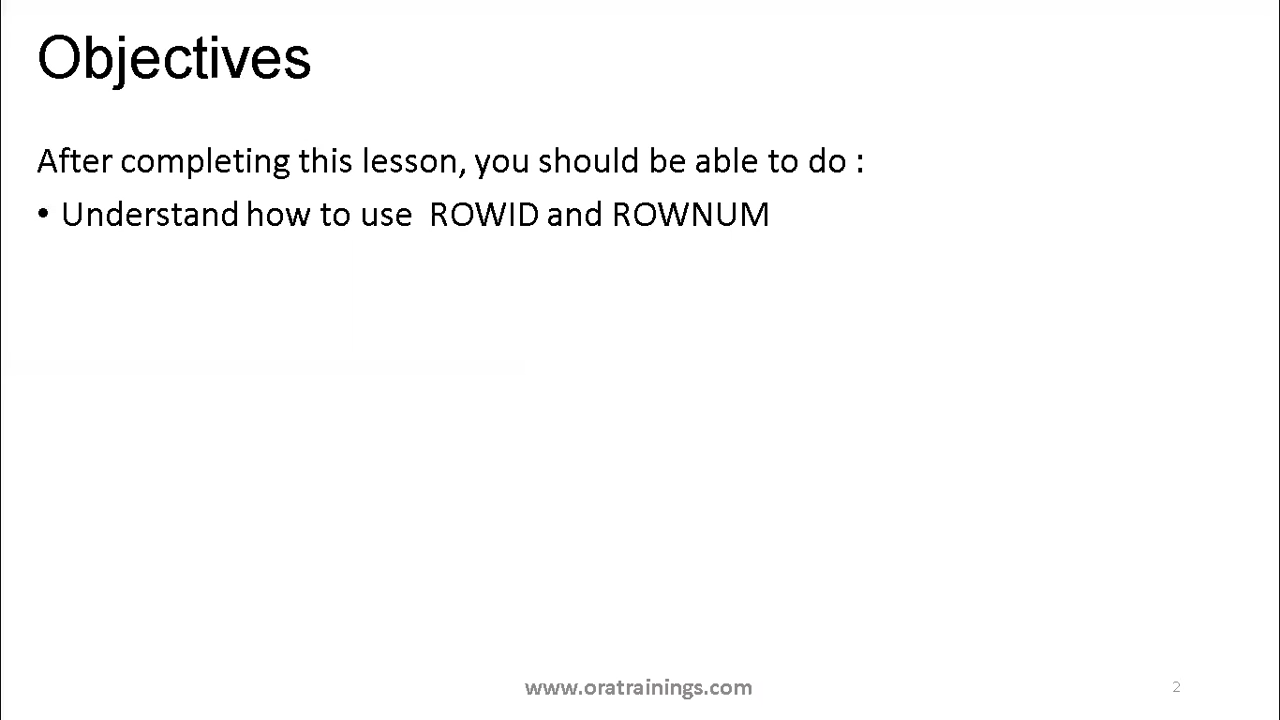 Objectives
After completing this lesson, you should be able to do :
• Understand how to use  ROWID and ROWNUM
www.oratrainings.com
2